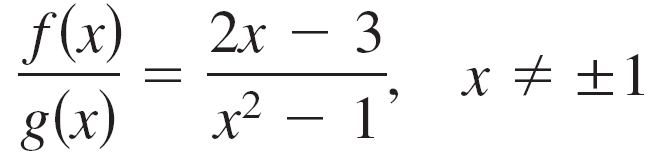 f(x)/g(x) = (2x − 3)/(x² − 1), x ≠ ±1